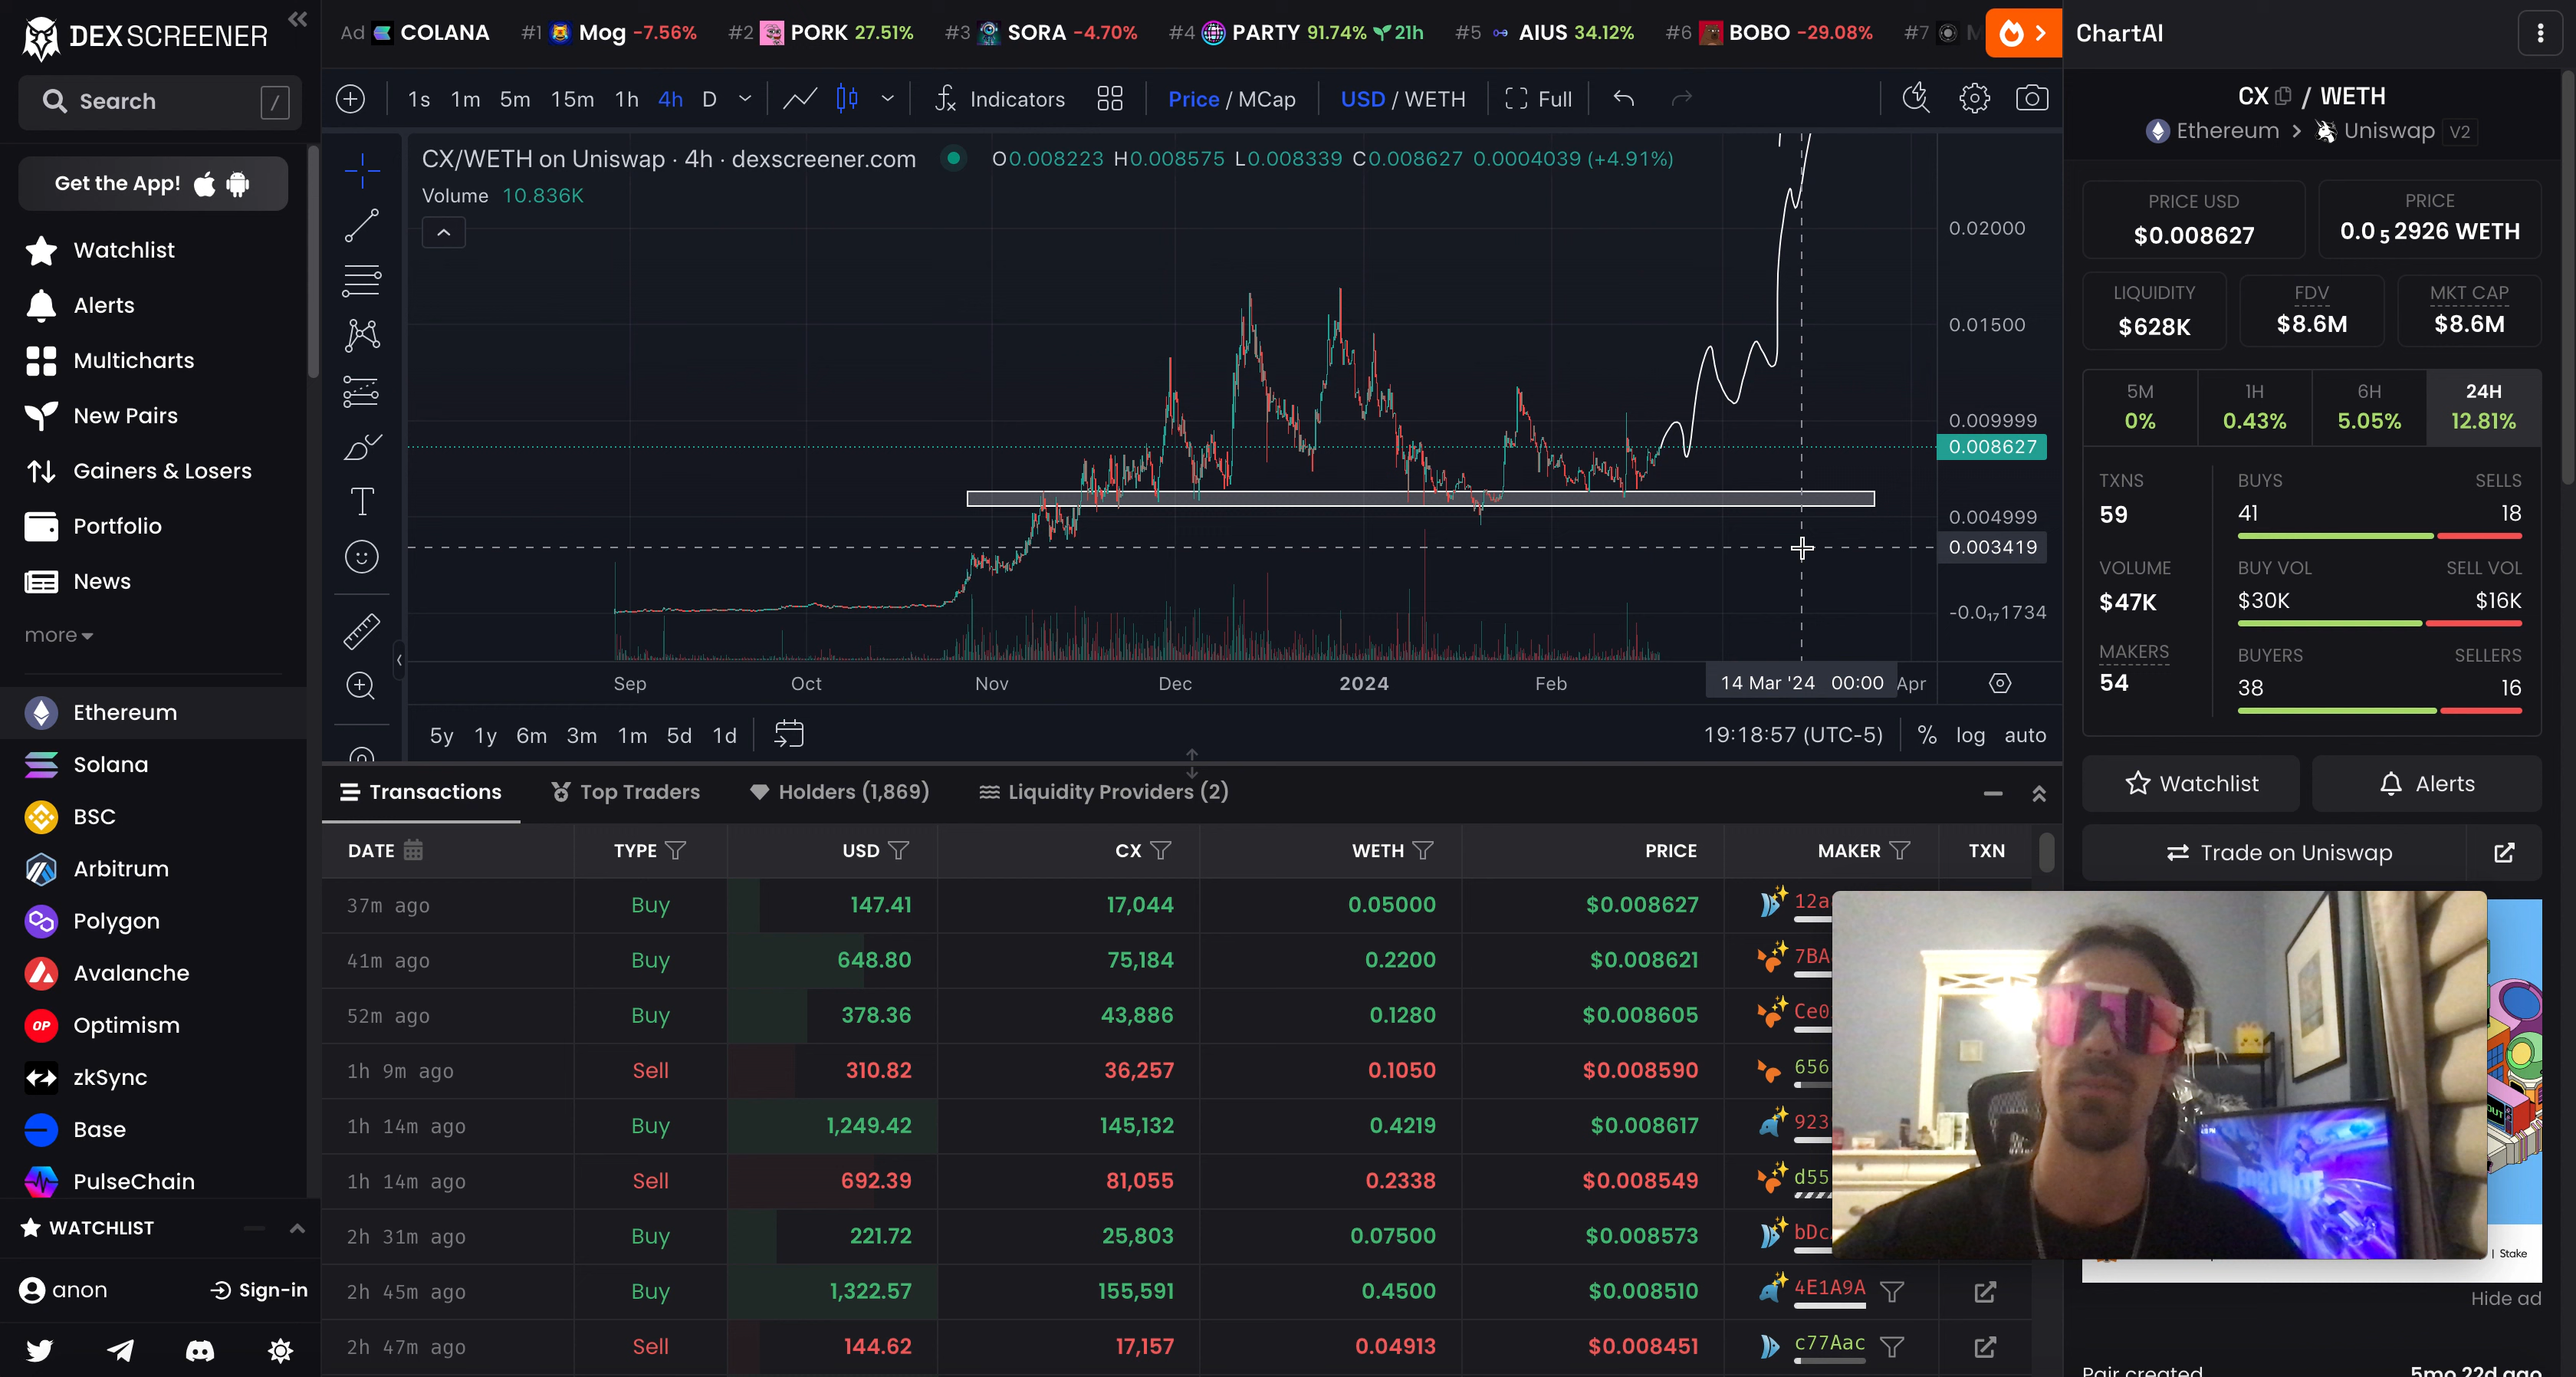 DEX SCREENER
Search /
Get the App!
Watchlist
Alerts
Multicharts
New Pairs
Gainers & Losers
Portfolio
News
more
Ethereum
Solana
BSC
Arbitrum
Polygon
Avalanche
OP Optimism
zkSync
Base
PulseChain
WATCHLIST
anon Sign-in
Ad COLANA #1 Mog -7.56% #2 PORK 27.51% #3 SORA -4.70% #4 PARTY 91.74% 21h #5 AIUS 34.12% #6 BOBO -29.08% #7 M
1s 1m 5m 15m 1h 4h D Indicators Price / MCap USD / WETH Full
CX/WETH on Uniswap · 4h · dexscreener.com O0.008223 H0.008575 L0.008339 C0.008627 0.0004039 (+4.91%)
Volume 10.836K
0.02000
0.01500
0.009999
0.008627
0.004999
0.003419
-0.0₁₇1734
Sep Oct Nov Dec 2024 Feb 14 Mar '24 00:00 Apr
5y 1y 6m 3m 1m 5d 1d 19:18:57 (UTC-5) % log auto
Transactions Top Traders Holders (1,869) Liquidity Providers (2)
DATE TYPE USD CX WETH PRICE MAKER TXN
37m ago Buy 147.41 17,044 0.05000 $0.008627 12a
41m ago Buy 648.80 75,184 0.2200 $0.008621 7BA
52m ago Buy 378.36 43,886 0.1280 $0.008605 Ce0
1h 9m ago Sell 310.82 36,257 0.1050 $0.008590 656
1h 14m ago Buy 1,249.42 145,132 0.4219 $0.008617 923
1h 14m ago Sell 692.39 81,055 0.2338 $0.008549 d55
2h 31m ago Buy 221.72 25,803 0.07500 $0.008573 bDc
2h 45m ago Buy 1,322.57 155,591 0.4500 $0.008510 4E1A9A
2h 47m ago Sell 144.62 17,157 0.04913 $0.008451 c77Aac
ChartAI
CX / WETH
Ethereum > Uniswap V2
PRICE USD
$0.008627
PRICE
0.0₅2926 WETH
LIQUIDITY
$628K
FDV
$8.6M
MKT CAP
$8.6M
5M 1H 6H 24H
0% 0.43% 5.05% 12.81%
TXNS
59
BUYS SELLS
41 18
VOLUME
$47K
BUY VOL SELL VOL
$30K $16K
MAKERS
54
BUYERS SELLERS
38 16
Watchlist Alerts
Trade on Uniswap
| Stake
Hide ad
Pair created 5mo 22d ago